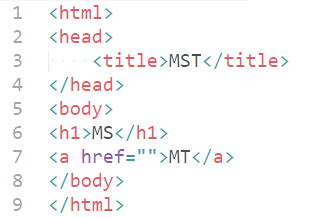 1 <html>
2 <head>
3     <title>MST</title>
4 </head>
5 <body>
6 <h1>MS</h1>
7 <a href="">MT</a>
8 </body>
9 </html>